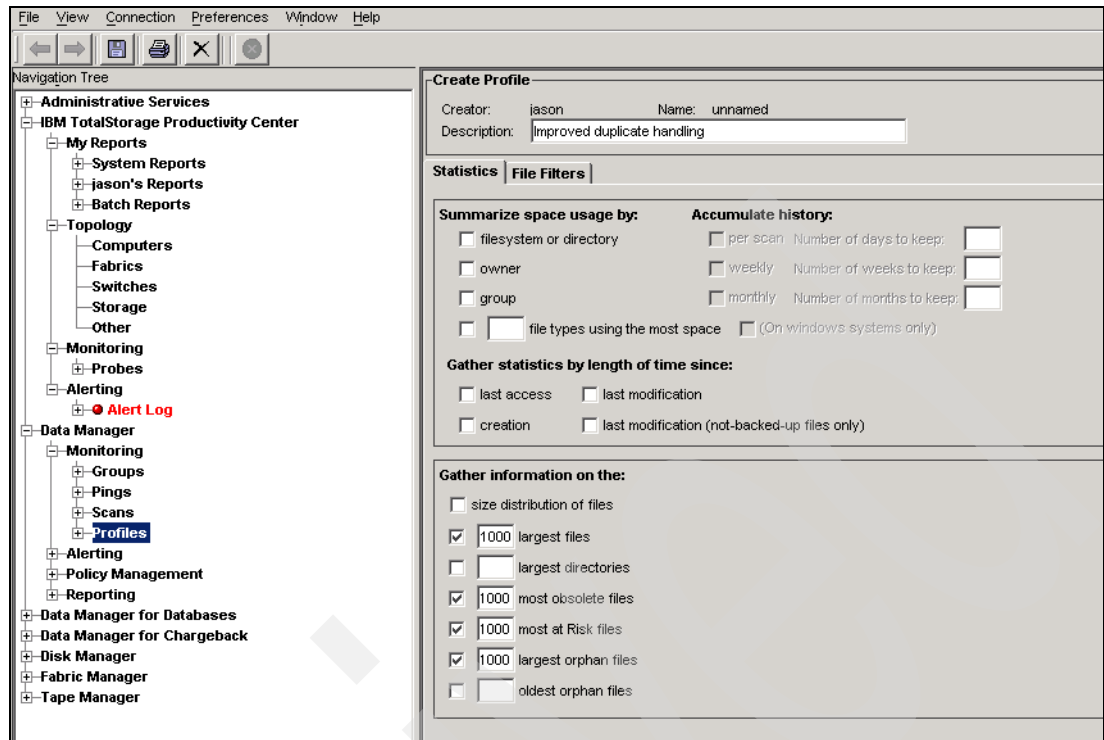 File View Connection Preferences Window Help
Navigation Tree
Administrative Services
IBM TotalStorage Productivity Center
My Reports
System Reports
jason's Reports
Batch Reports
Topology
Computers
Fabrics
Switches
Storage
Other
Monitoring
Probes
Alerting
Alert Log
Data Manager
Monitoring
Groups
Pings
Scans
Profiles
Alerting
Policy Management
Reporting
Data Manager for Databases
Data Manager for Chargeback
Disk Manager
Fabric Manager
Tape Manager
Create Profile
Creator: jason Name: unnamed
Description: Improved duplicate handling
Statistics File Filters
Summarize space usage by: Accumulate history:
filesystem or directory per scan Number of days to keep:
owner weekly Number of weeks to keep:
group monthly Number of months to keep:
file types using the most space (On windows systems only)
Gather statistics by length of time since:
last access last modification
creation last modification (not-backed-up files only)
Gather information on the:
size distribution of files
1000 largest files
largest directories
1000 most obsolete files
1000 most at Risk files
1000 largest orphan files
oldest orphan files